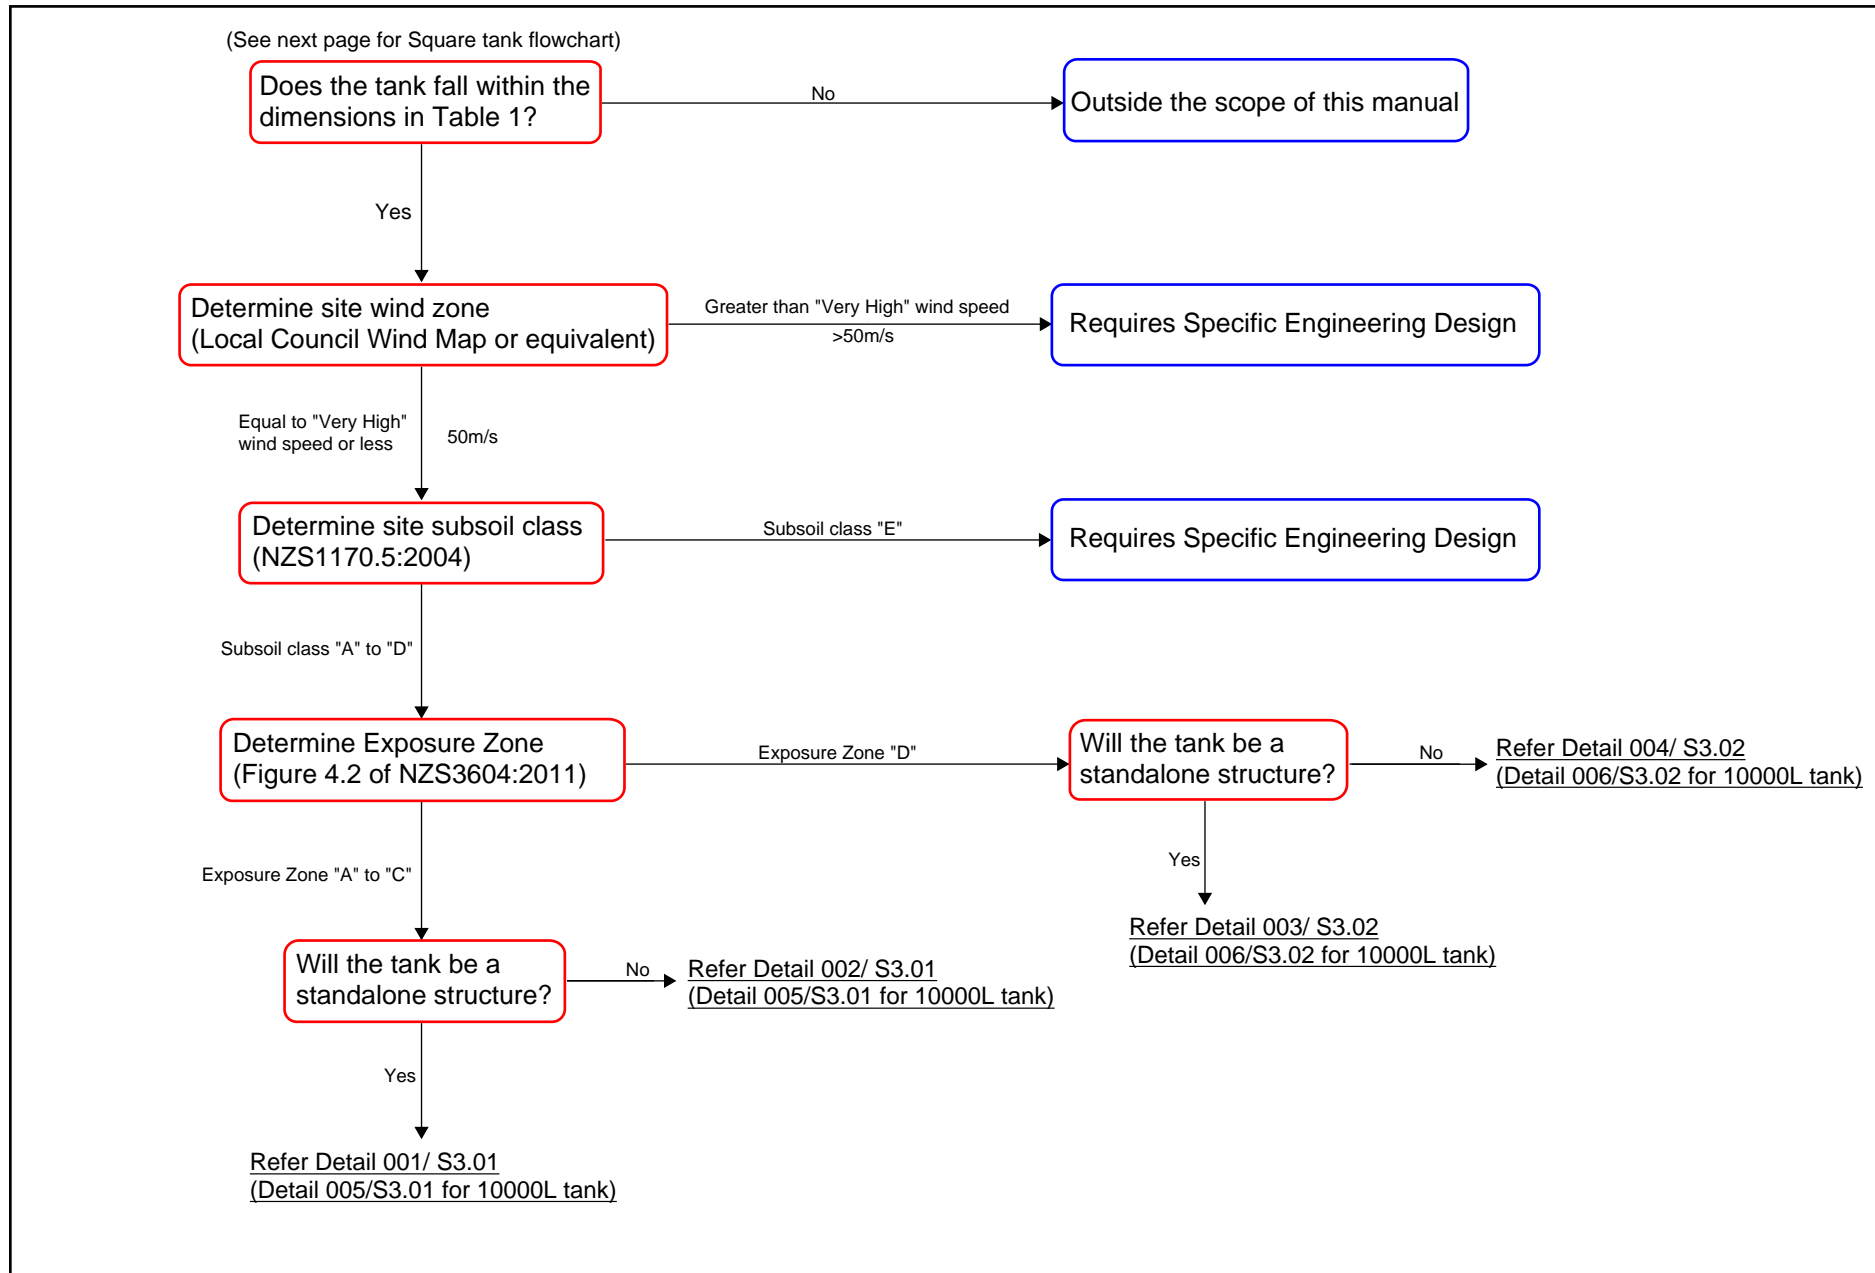 (See next page for Square tank flowchart)
Does the tank fall within the
dimensions in Table 1?
No
Outside the scope of this manual
Yes
Determine site wind zone
(Local Council Wind Map or equivalent)
Greater than "Very High" wind speed
>50m/s
Requires Specific Engineering Design
Equal to "Very High"
wind speed or less
50m/s
Determine site subsoil class
(NZS1170.5:2004)
Subsoil class "E"
Requires Specific Engineering Design
Subsoil class "A" to "D"
Determine Exposure Zone
(Figure 4.2 of NZS3604:2011)
Exposure Zone "D"
Will the tank be a
standalone structure?
No
Refer Detail 004/ S3.02
(Detail 006/S3.02 for 10000L tank)
Yes
Refer Detail 003/ S3.02
(Detail 006/S3.02 for 10000L tank)
Exposure Zone "A" to "C"
Will the tank be a
standalone structure?
No
Refer Detail 002/ S3.01
(Detail 005/S3.01 for 10000L tank)
Yes
Refer Detail 001/ S3.01
(Detail 005/S3.01 for 10000L tank)